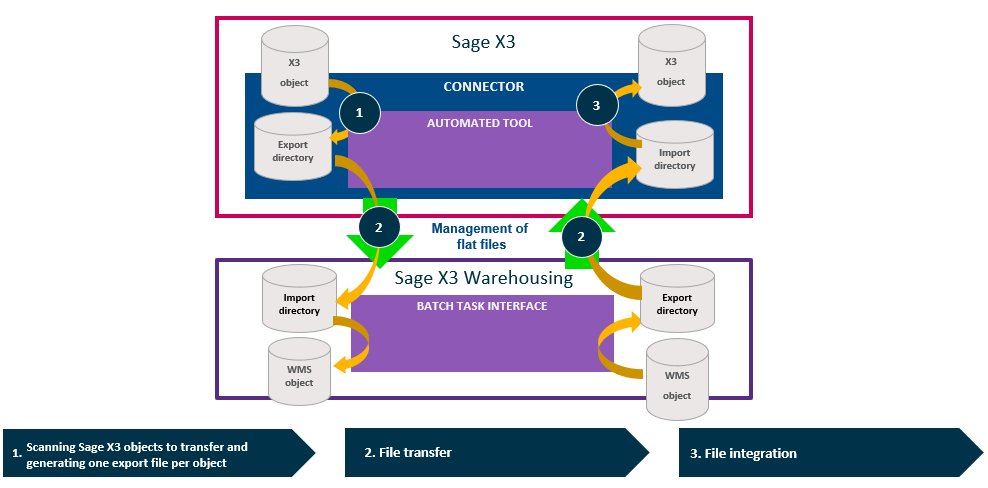 Sage X3
X3
object
X3
object
CONNECTOR
1
3
AUTOMATED TOOL
Export
directory
Import
directory
2
Management of
flat files
2
Sage X3 Warehousing
Import
directory
BATCH TASK INTERFACE
Export
directory
WMS
object
WMS
object
1. Scanning Sage X3 objects to transfer and
generating one export file per object
2. File transfer
3. File integration